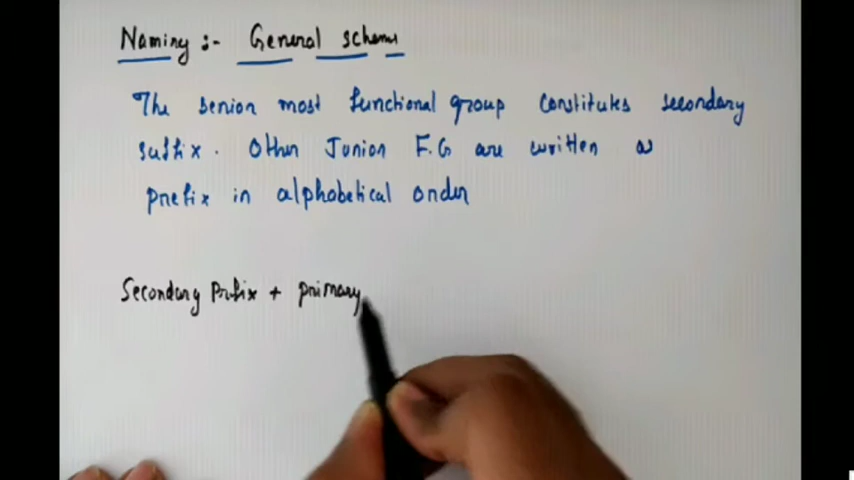 Naming :- General scheme
The senior most functional group constitutes secondary
suffix. Other Junior F.G are written as
prefix in alphabetical order
Secondary Prefix + primary